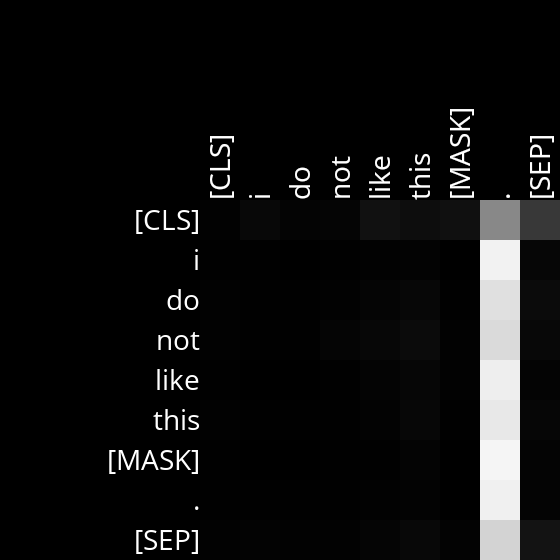 [CLS] i do not like this [MASK] . [SEP]
[CLS]
i
do
not
like
this
[MASK]
.
[SEP]